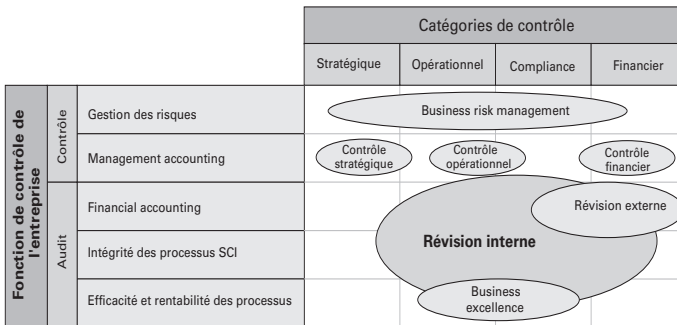 Catégories de contrôle
Stratégique
Opérationnel
Compliance
Financier
Fonction de contrôle de
l'entreprise
Contrôle
Gestion des risques
Business risk management
Management accounting
Contrôle
stratégique
Contrôle
opérationnel
Contrôle
financier
Audit
Financial accounting
Révision externe
Intégrité des processus SCI
Révision interne
Efficacité et rentabilité des processus
Business
excellence